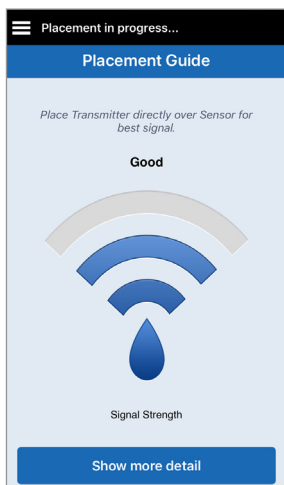 Placement in progress...
Placement Guide
Place Transmitter directly over Sensor for
best signal.
Good
Signal Strength
Show more detail